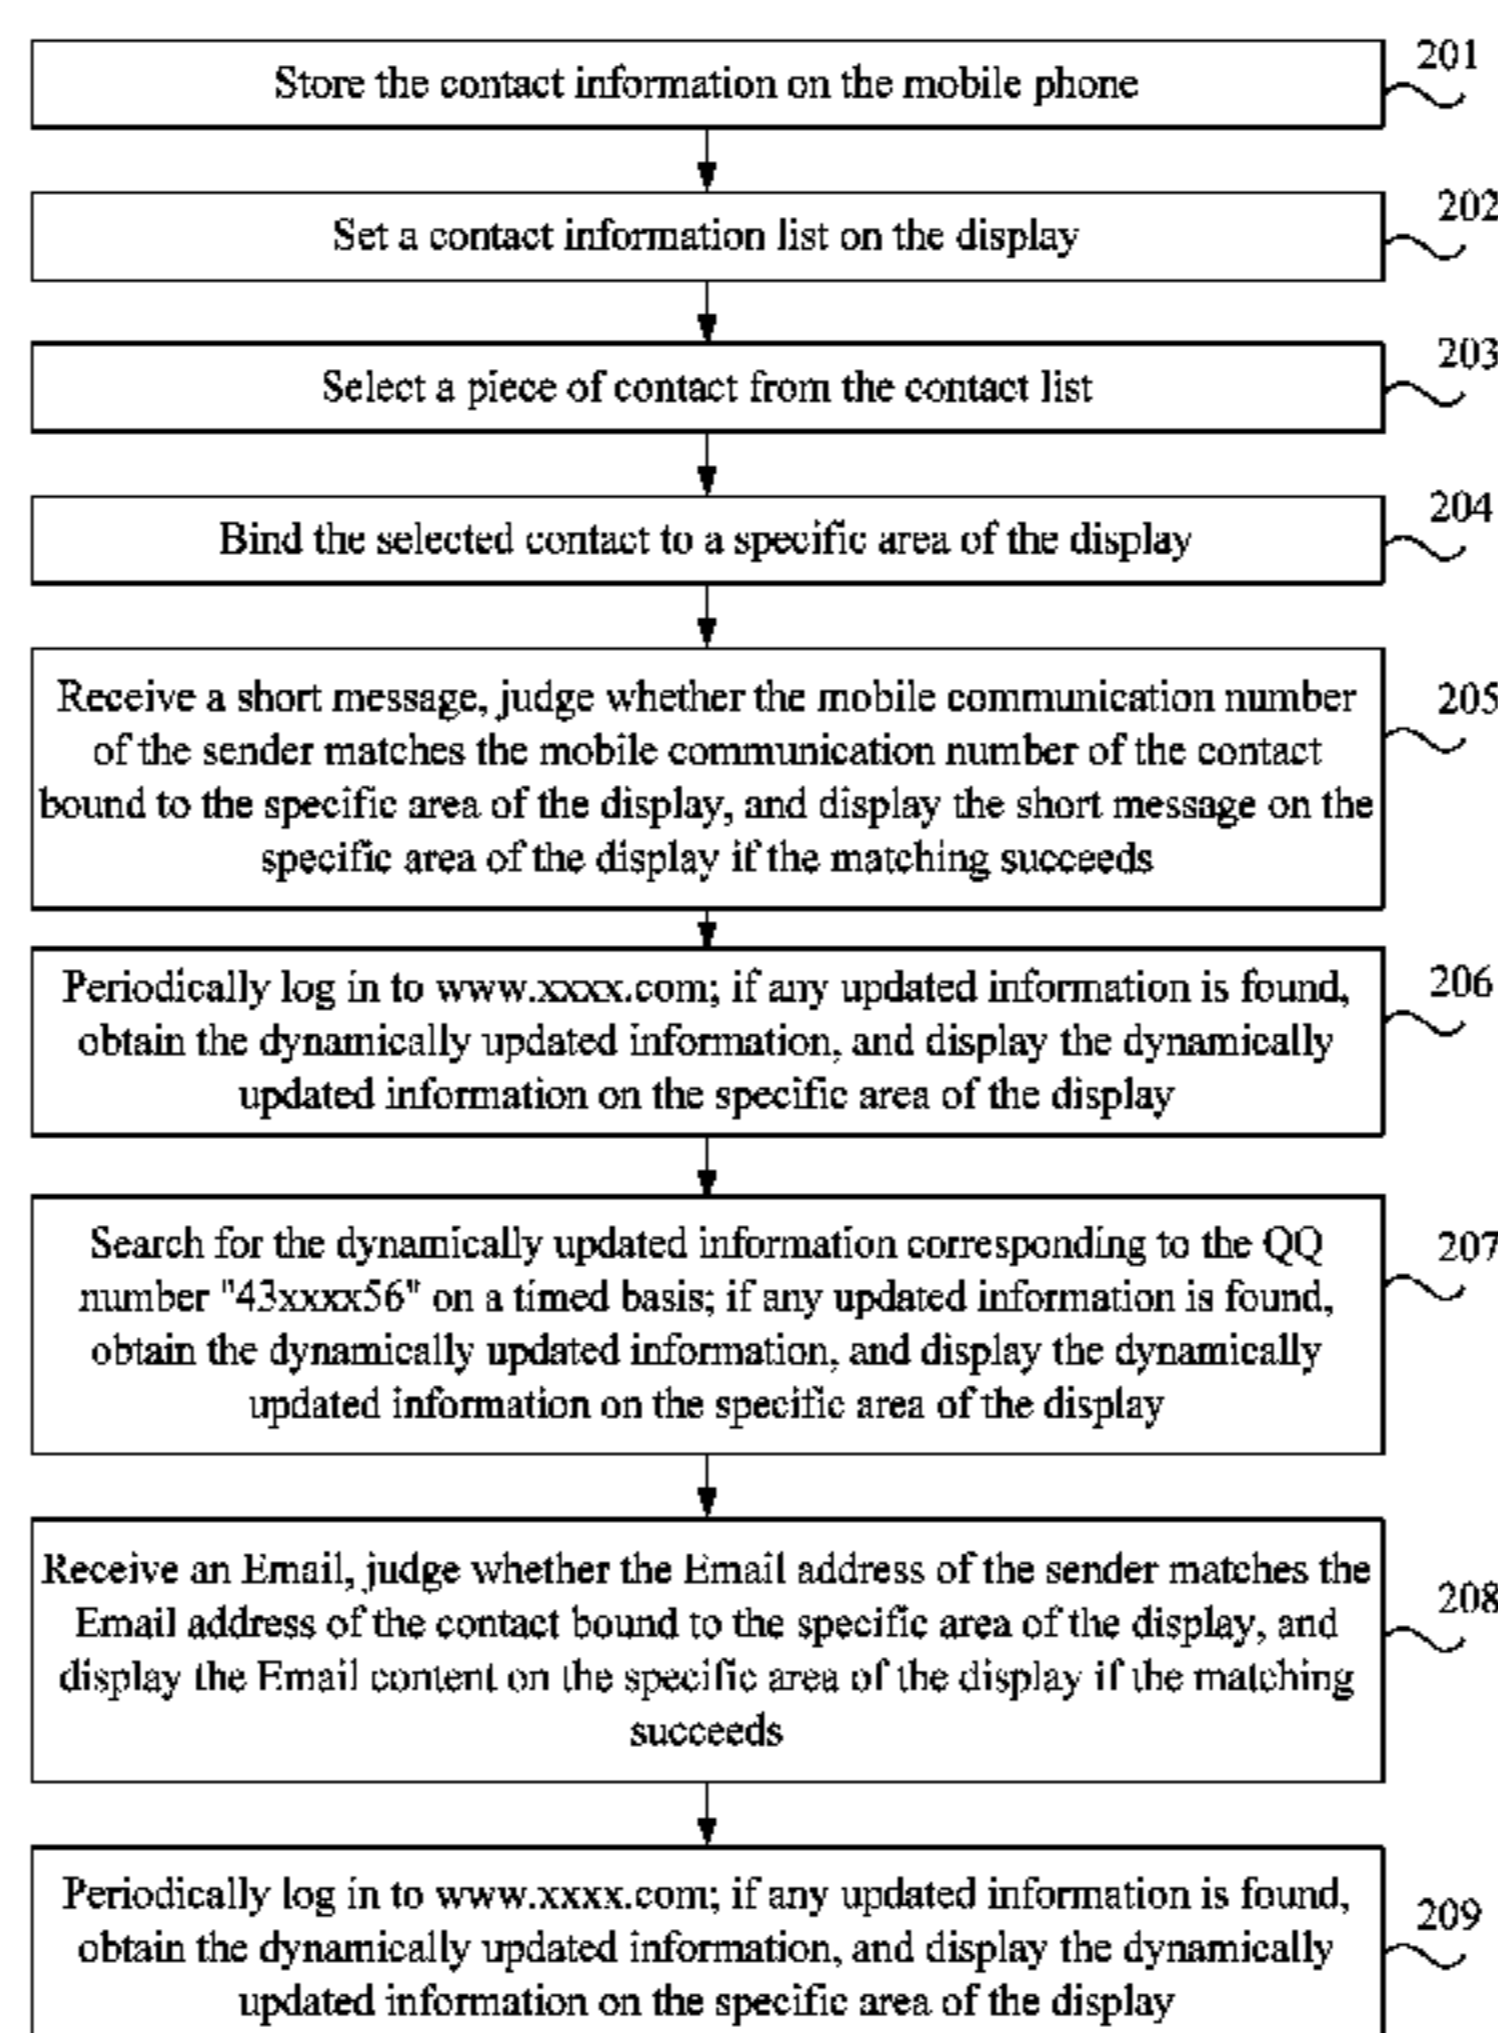 Store the contact information on the mobile phone
201
Set a contact information list on the display
202
Select a piece of contact from the contact list
203
Bind the selected contact to a specific area of the display
204
Receive a short message, judge whether the mobile communication number
of the sender matches the mobile communication number of the contact
bound to the specific area of the display, and display the short message on the
specific area of the display if the matching succeeds
205
Periodically log in to www.xxxx.com; if any updated information is found,
obtain the dynamically updated information, and display the dynamically
updated information on the specific area of the display
206
Search for the dynamically updated information corresponding to the QQ
number "43xxxx56" on a timed basis; if any updated information is found,
obtain the dynamically updated information, and display the dynamically
updated information on the specific area of the display
207
Receive an Email, judge whether the Email address of the sender matches the
Email address of the contact bound to the specific area of the display, and
display the Email content on the specific area of the display if the matching
succeeds
208
Periodically log in to www.xxxx.com; if any updated information is found,
obtain the dynamically updated information, and display the dynamically
updated information on the specific area of the display
209